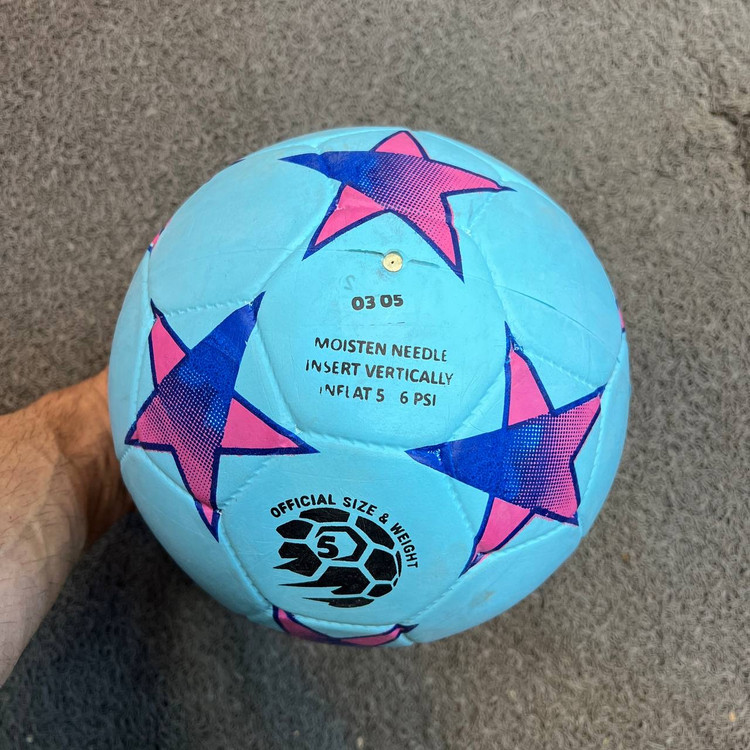 03 05
MOISTEN NEEDLE
INSERT VERTICALLY
INFLAT 5 6 PSI
OFFICIAL SIZE & WEIGHT
5